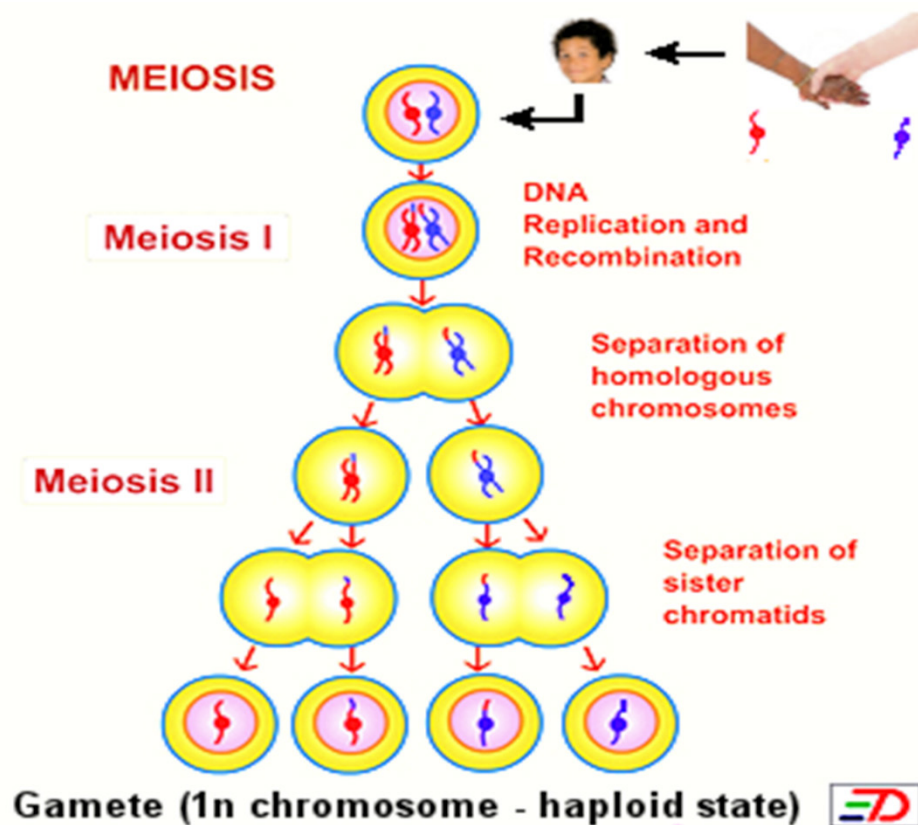 MEIOSIS
DNA
Replication and
Recombination
Meiosis I
Separation of
homologous
chromosomes
Meiosis II
Separation of
sister
chromatids
Gamete (1n chromosome - haploid state)